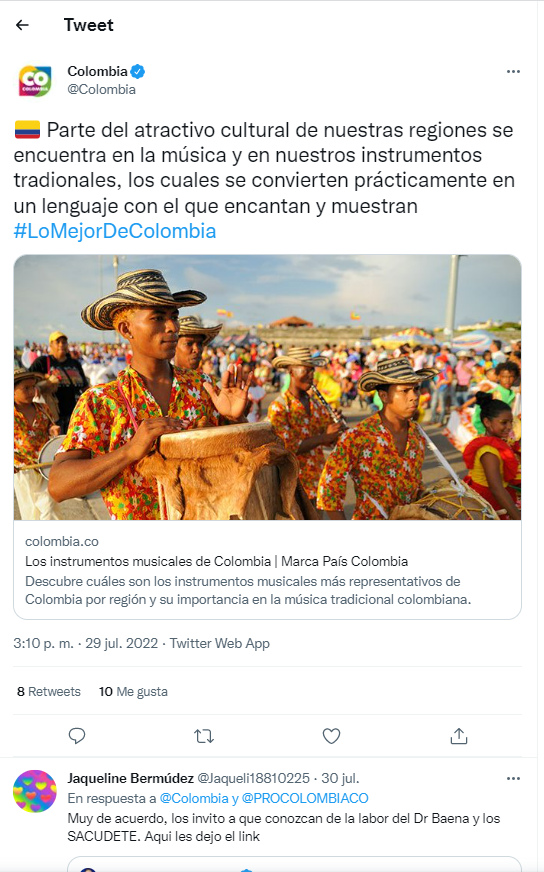 Tweet
Colombia
@Colombia
Parte del atractivo cultural de nuestras regiones se
encuentra en la música y en nuestros instrumentos
tradionales, los cuales se convierten prácticamente en
un lenguaje con el que encantan y muestran
#LoMejorDeColombia
colombia.co
Los instrumentos musicales de Colombia | Marca País Colombia
Descubre cuáles son los instrumentos musicales más representativos de
Colombia por región y su importancia en la música tradicional colombiana.
3:10 p. m. · 29 jul. 2022 · Twitter Web App
8 Retweets 10 Me gusta
Jaqueline Bermúdez @Jaqueli18810225 · 30 jul.
En respuesta a @Colombia y @PROCOLOMBIACO
Muy de acuerdo, los invito a que conozcan de la labor del Dr Baena y los
SACUDETE. Aqui les dejo el link